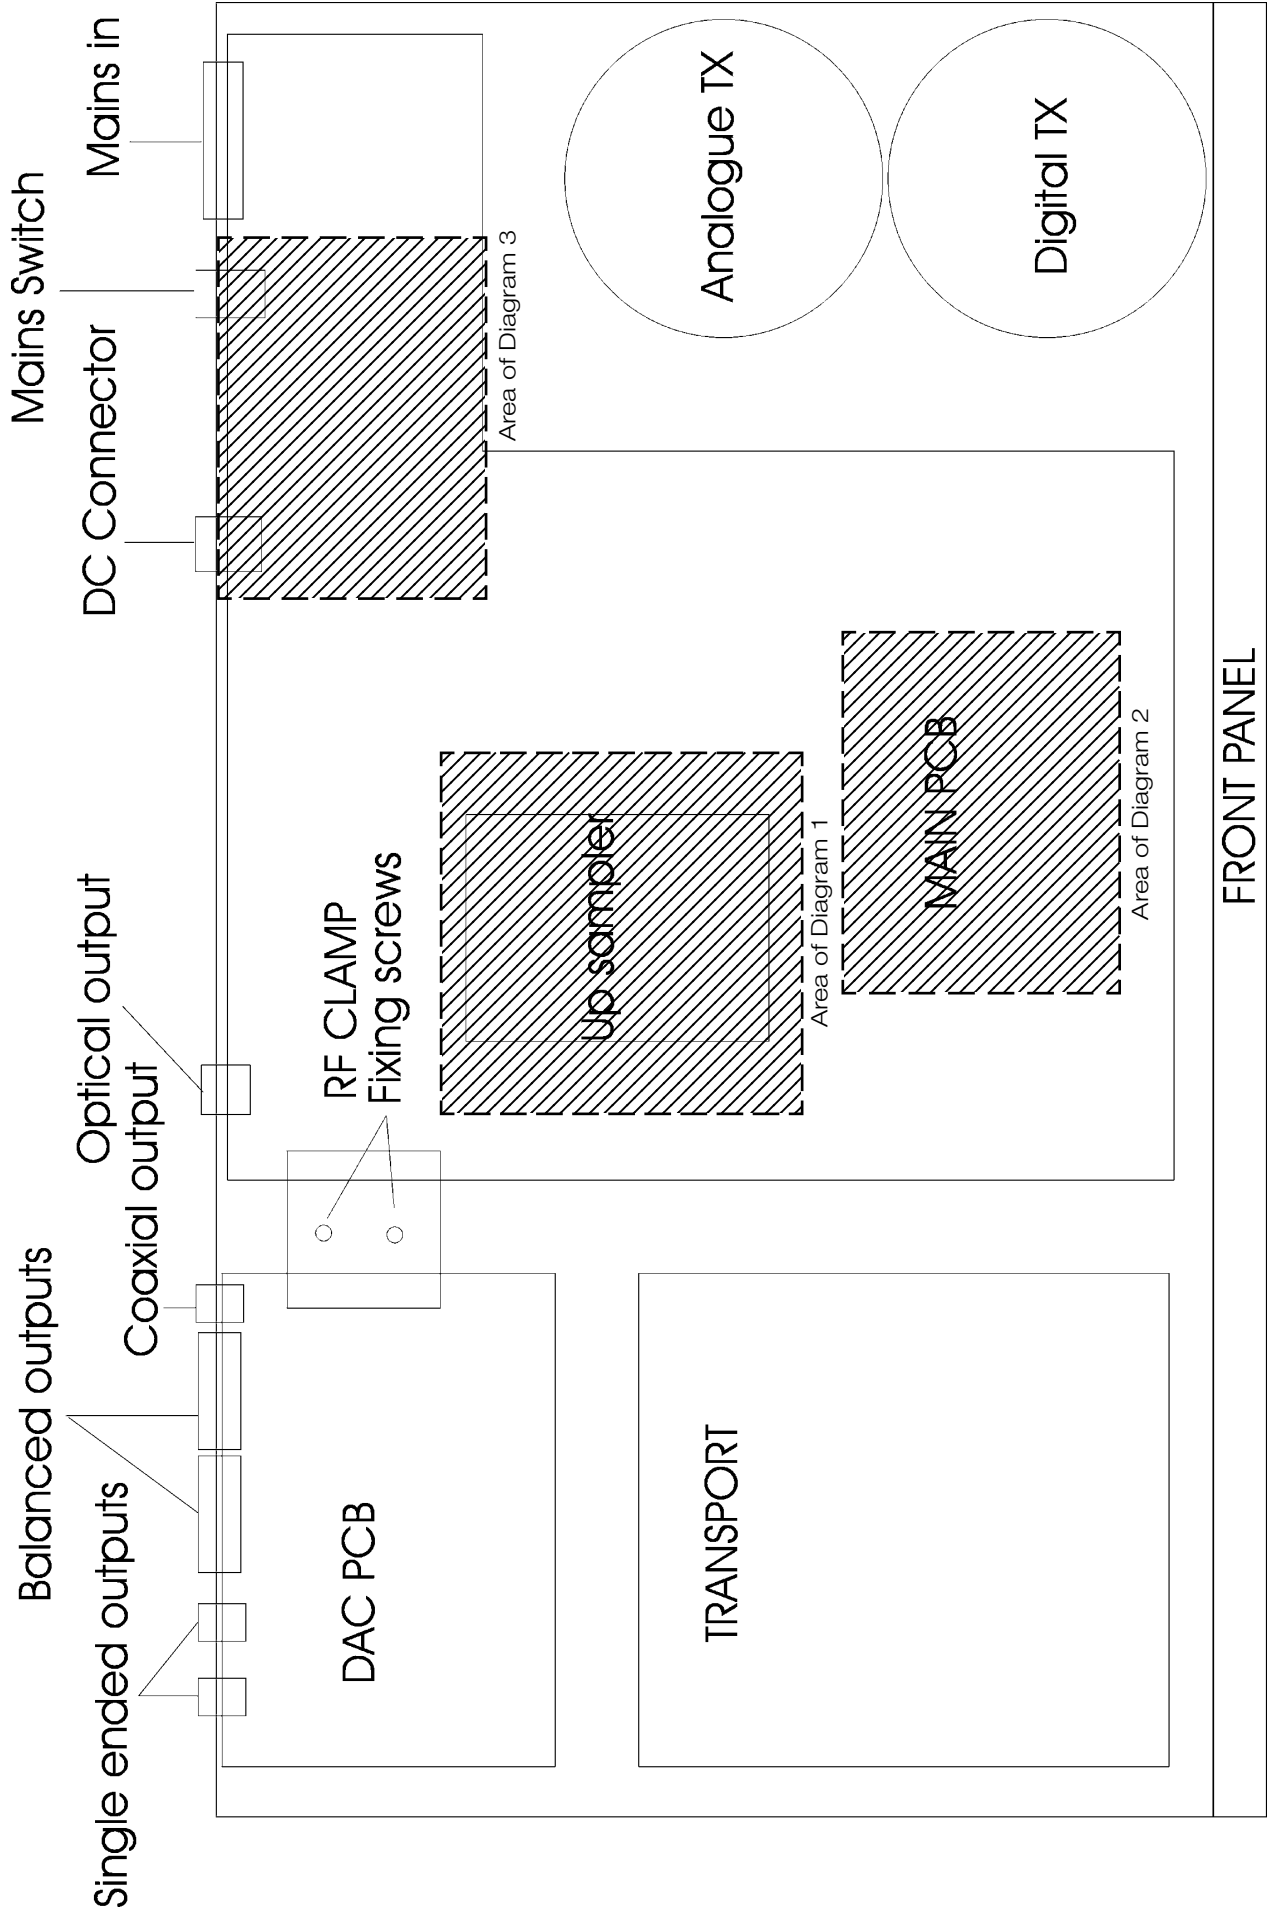 Single ended outputs
Balanced outputs
Coaxial output
Optical output
DC Connector
Mains Switch
Mains in
DAC PCB
RF CLAMP
Fixing screws
Area of Diagram 3
Up sampler
Area of Diagram 1
TRANSPORT
MAIN PCB
Area of Diagram 2
Analogue TX
Digital TX
FRONT PANEL